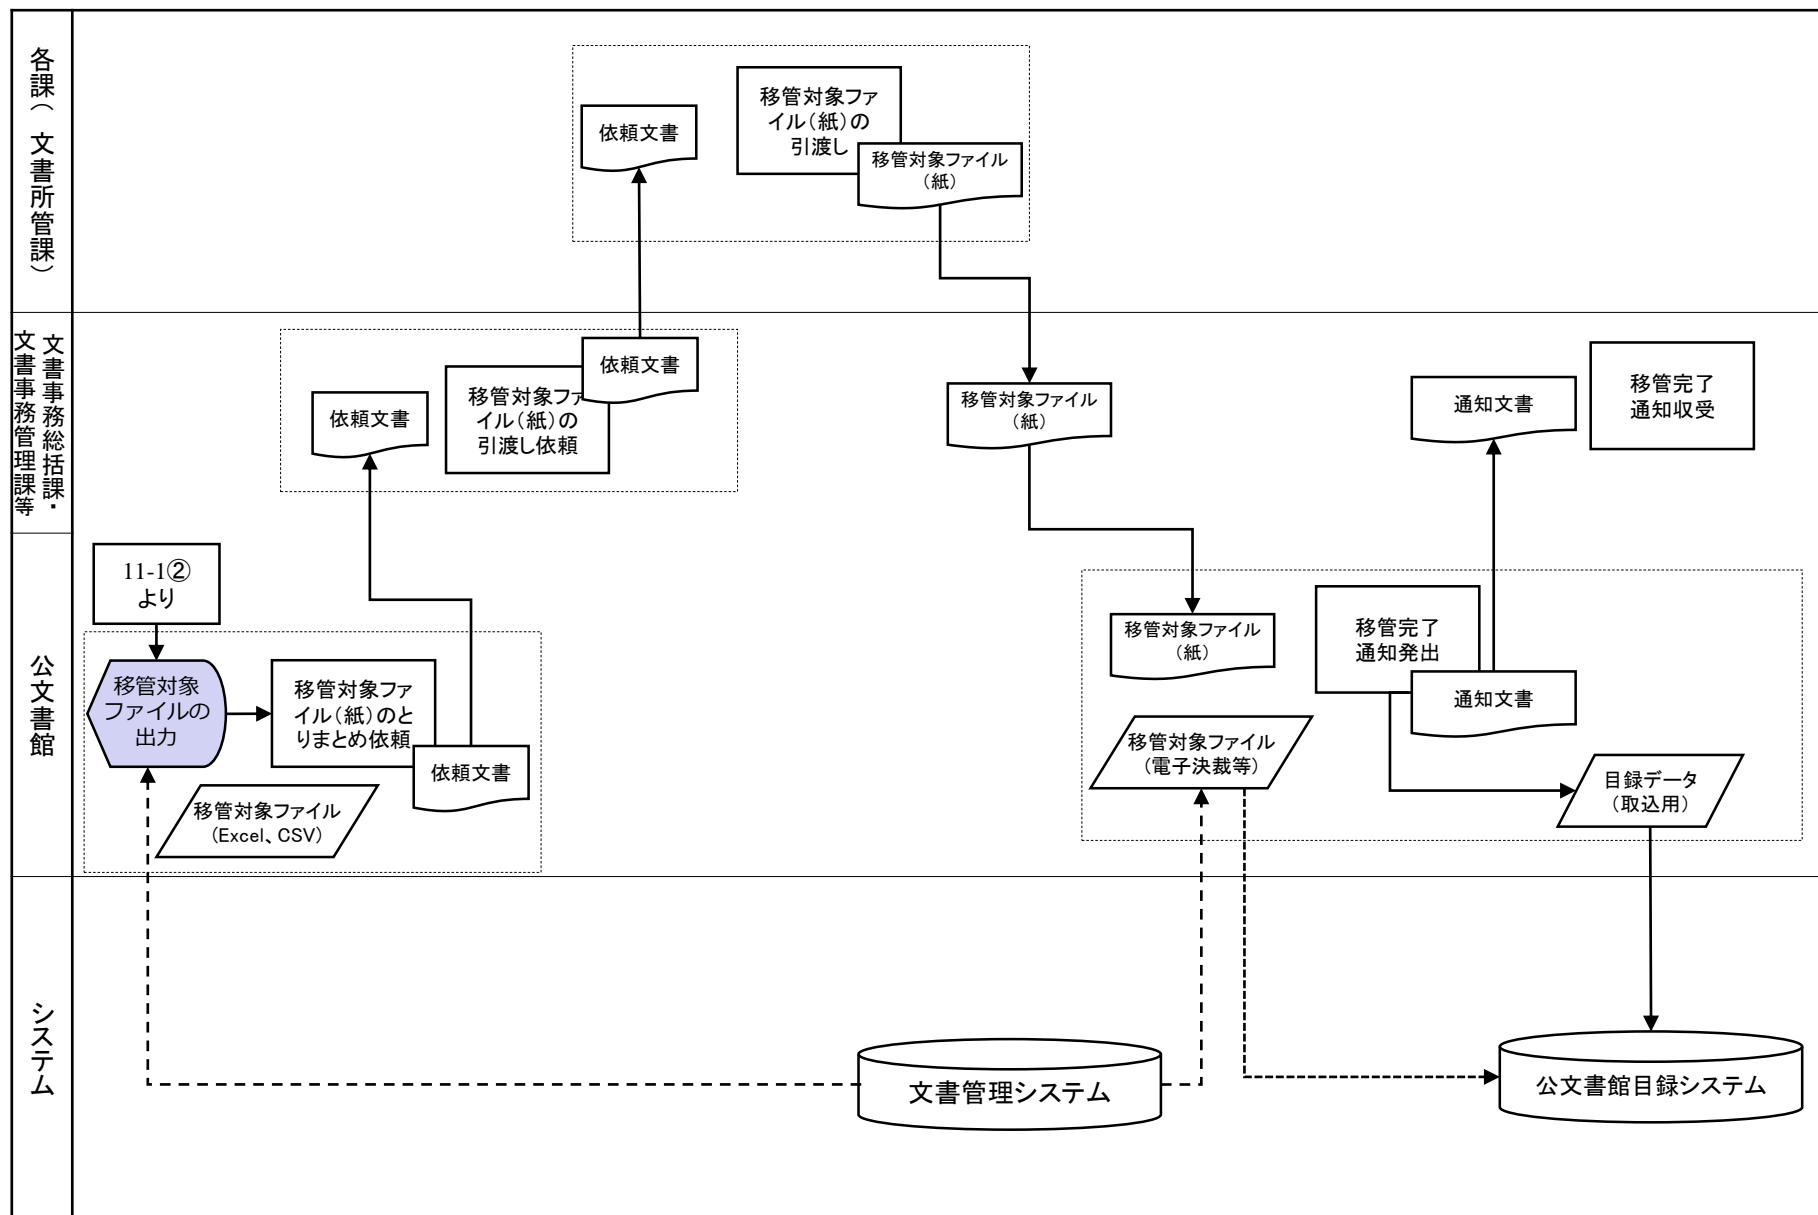 各課(文書所管課)
依頼文書
移管対象ファ
イル(紙)の
引渡し
移管対象ファイル
(紙)
文書事務総括課・
文書事務管理課等
依頼文書
移管対象ファ
イル(紙)の
引渡し依頼
依頼文書
移管対象ファイル
(紙)
通知文書
移管完了
通知収受
公文書館
11-1②
より
移管対象
ファイルの
出力
移管対象ファ
イル(紙)のと
りまとめ依頼
依頼文書
移管対象ファイル
(Excel、CSV)
移管対象ファイル
(紙)
移管完了
通知発出
通知文書
移管対象ファイル
(電子決裁等)
目録データ
(取込用)
システム
文書管理システム
公文書館目録システム